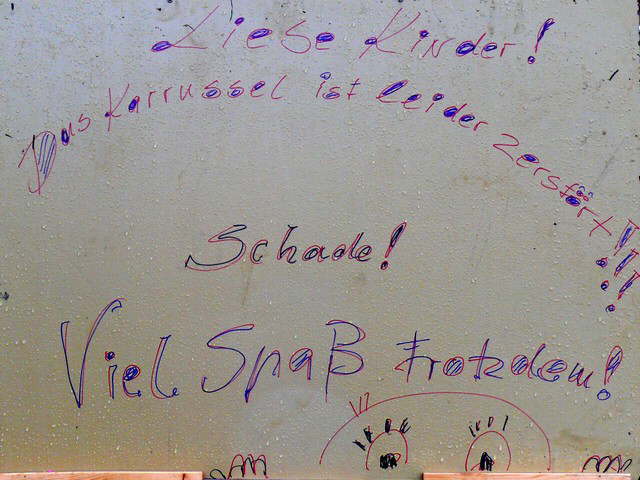 Liebe Kinder!
Das Karrussel ist leider zerstört!!!
Schade!
Viel Spaß trotzdem!